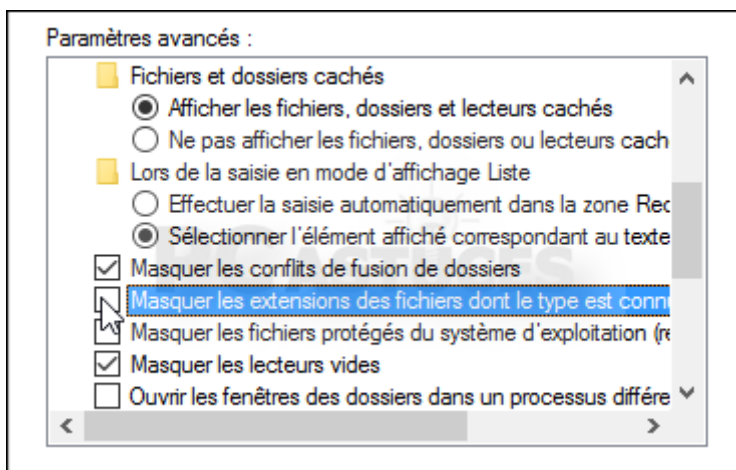 Paramètres avancés :
Fichiers et dossiers cachés
Afficher les fichiers, dossiers et lecteurs cachés
Ne pas afficher les fichiers, dossiers ou lecteurs cach
Lors de la saisie en mode d'affichage Liste
Effectuer la saisie automatiquement dans la zone Rec
Sélectionner l'élément affiché correspondant au texte
Masquer les conflits de fusion de dossiers
Masquer les extensions des fichiers dont le type est connu
Masquer les fichiers protégés du système d'exploitation (re
Masquer les lecteurs vides
Ouvrir les fenêtres des dossiers dans un processus différe